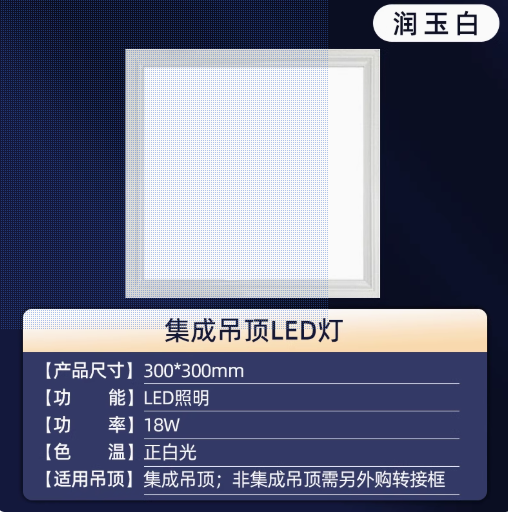 润玉白
集成吊顶LED灯
【产品尺寸】300*300mm
【功 能】LED照明
【功 率】18W
【色 温】正白光
【适用吊顶】集成吊顶；非集成吊顶需另外购转接框